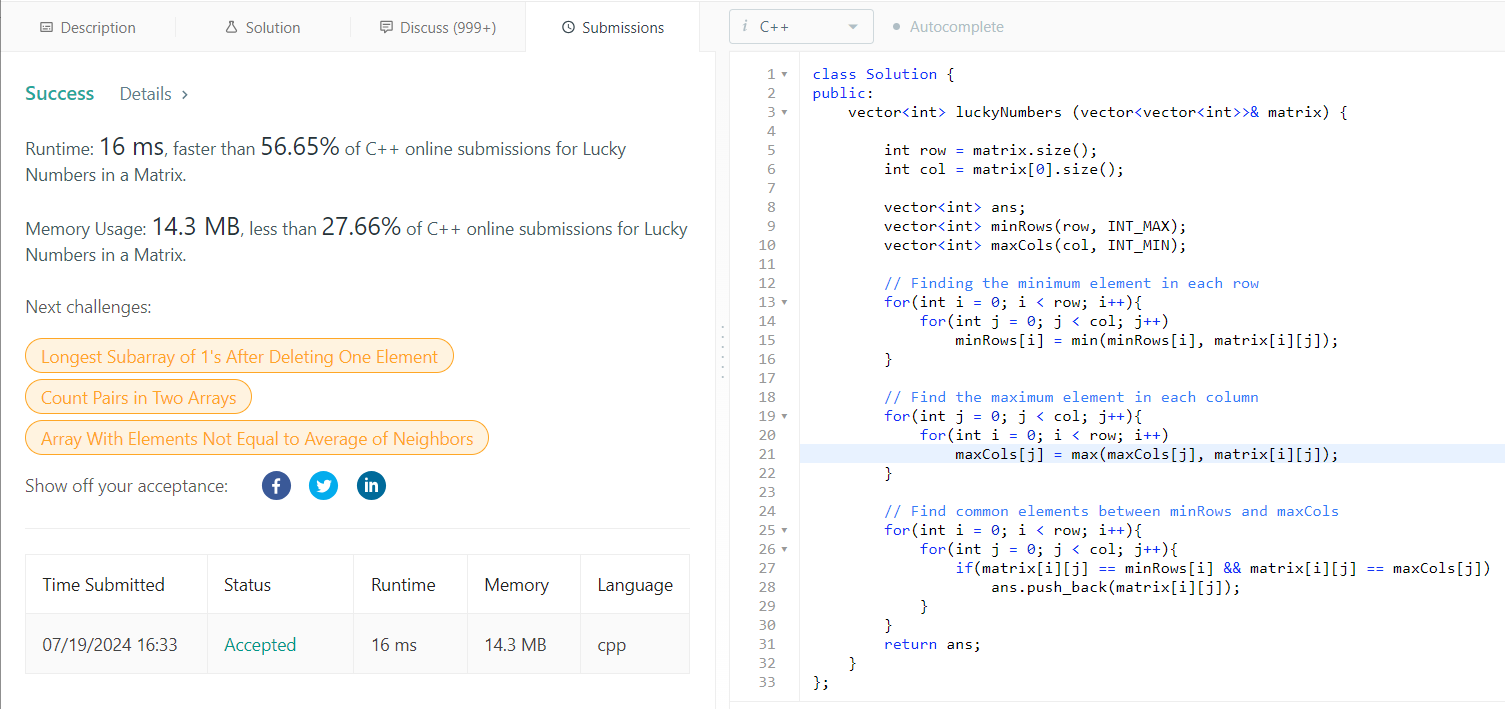 Description
Solution
Discuss (999+)
Submissions
Success Details >
Runtime: 16 ms, faster than 56.65% of C++ online submissions for Lucky
Numbers in a Matrix.
Memory Usage: 14.3 MB, less than 27.66% of C++ online submissions for Lucky
Numbers in a Matrix.
Next challenges:
Longest Subarray of 1's After Deleting One Element
Count Pairs in Two Arrays
Array With Elements Not Equal to Average of Neighbors
Show off your acceptance: f in
Time Submitted Status Runtime Memory Language
07/19/2024 16:33 Accepted 16 ms 14.3 MB cpp
i C++ Autocomplete
1 class Solution {
2 public:
3 vector<int> luckyNumbers (vector<vector<int>>& matrix) {
4
5 int row = matrix.size();
6 int col = matrix[0].size();
7
8 vector<int> ans;
9 vector<int> minRows(row, INT_MAX);
10 vector<int> maxCols(col, INT_MIN);
11
12 // Finding the minimum element in each row
13 for(int i = 0; i < row; i++){
14 for(int j = 0; j < col; j++)
15 minRows[i] = min(minRows[i], matrix[i][j]);
16 }
17
18 // Find the maximum element in each column
19 for(int j = 0; j < col; j++){
20 for(int i = 0; i < row; i++)
21 maxCols[j] = max(maxCols[j], matrix[i][j]);
22 }
23
24 // Find common elements between minRows and maxCols
25 for(int i = 0; i < row; i++){
26 for(int j = 0; j < col; j++){
27 if(matrix[i][j] == minRows[i] && matrix[i][j] == maxCols[j])
28 ans.push_back(matrix[i][j]);
29 }
30 }
31 return ans;
32 }
33 };